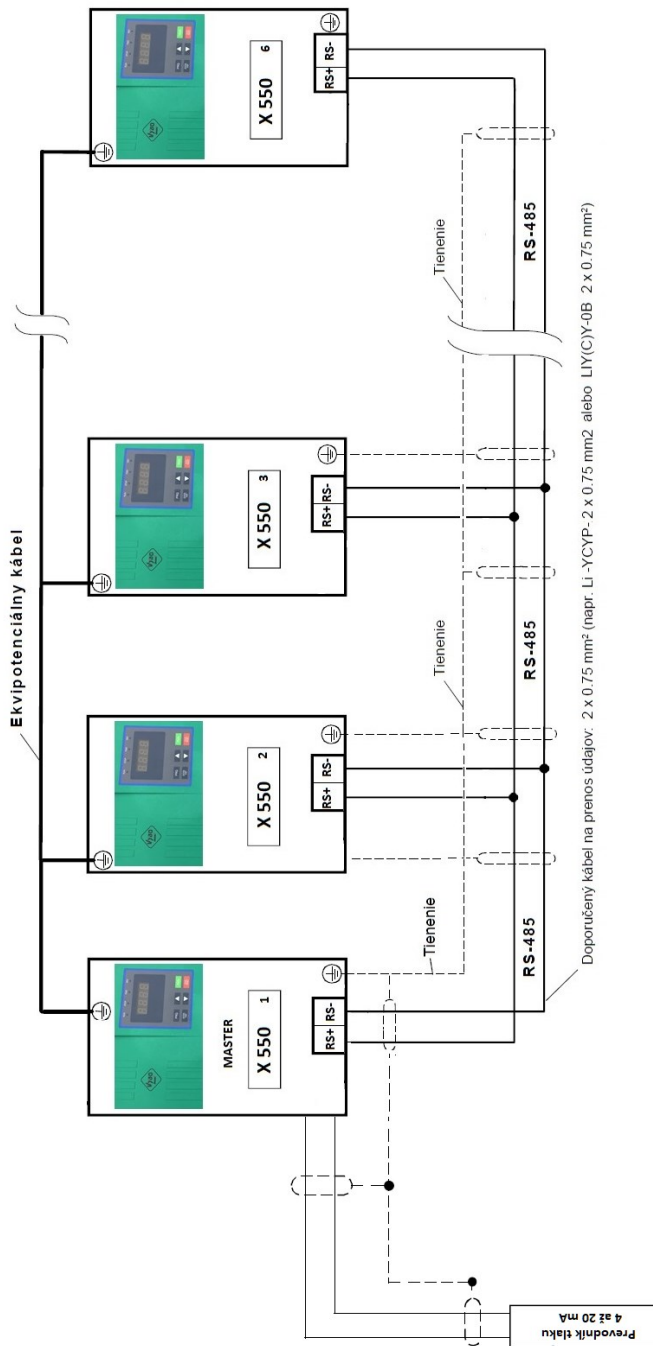 Ekvipotenciálny kábel
MASTER
X 550 1
RS+ RS-
X 550 2
RS+ RS-
X 550 3
RS+ RS-
X 550 6
RS+ RS-
Tienenie
Tienenie
Tienenie
RS-485
RS-485
RS-485
Doporučený kábel na prenos údajov: 2 x 0.75 mm² (napr. Li -YCYP- 2 x 0.75 mm2 alebo LIY(C)Y-0B 2 x 0.75 mm²)
Prevodník tlaku
4 až 20 mA